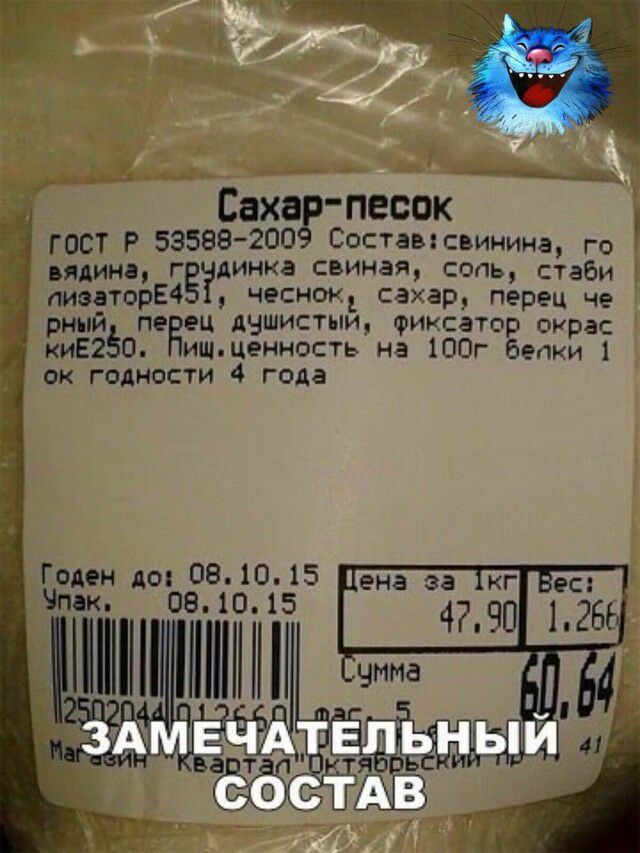 Сахар-песок
ГОСТ Р 53588-2009 Состав:свинина, го
вядина, грудинка свиная, соль, стаби
лизаторЕ451, чеснок, сахар, перец че
рный, перец душистый, фиксатор окрас
киЕ250. Пищ.ценность на 100г белки 1
ок годности 4 года
Годен до: 08.10.15
Упак. 08.10.15
Цена за 1кг
47.90
Вес:
1.266
Сумма
60.64
фас. 5
ЗАМЕЧАТЕЛЬНЫЙ
Магазин "Квартал"Октябрьский пр 41
СОСТАВ